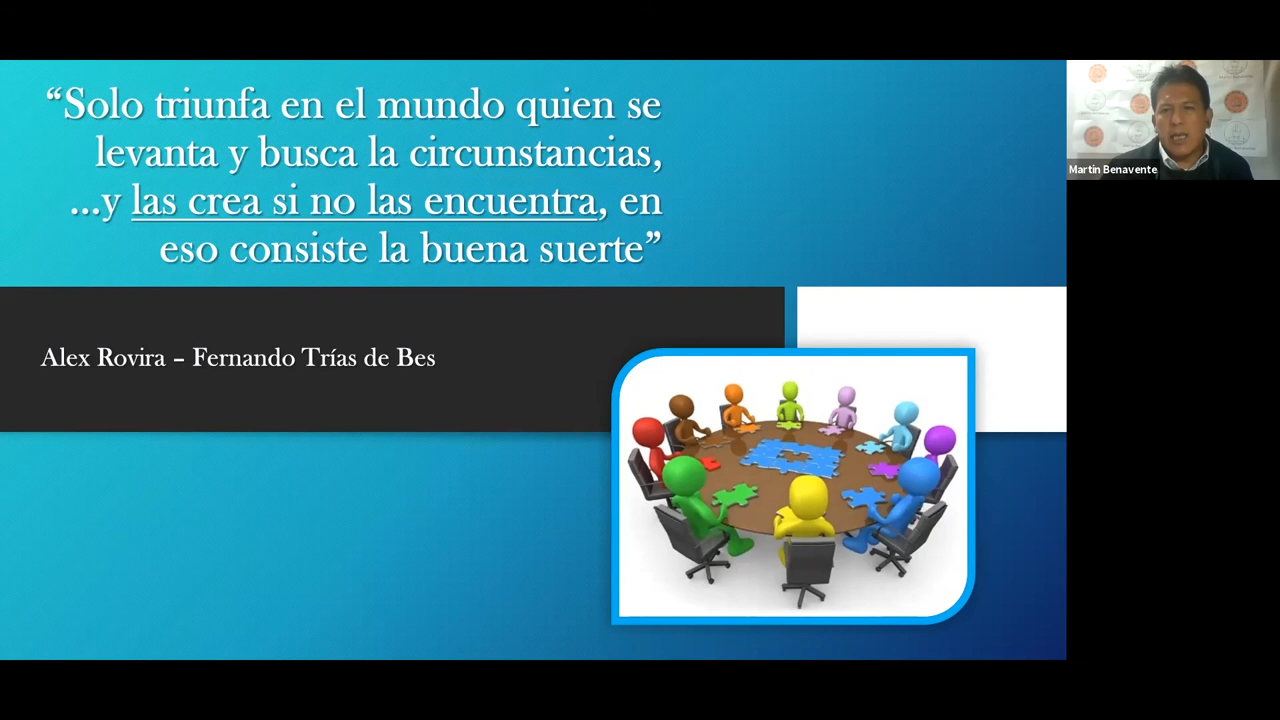 “Solo triunfa en el mundo quien se
levanta y busca la circunstancias,
...y las crea si no las encuentra, en
eso consiste la buena suerte”
Alex Rovira – Fernando Trías de Bes
Martin Benavente